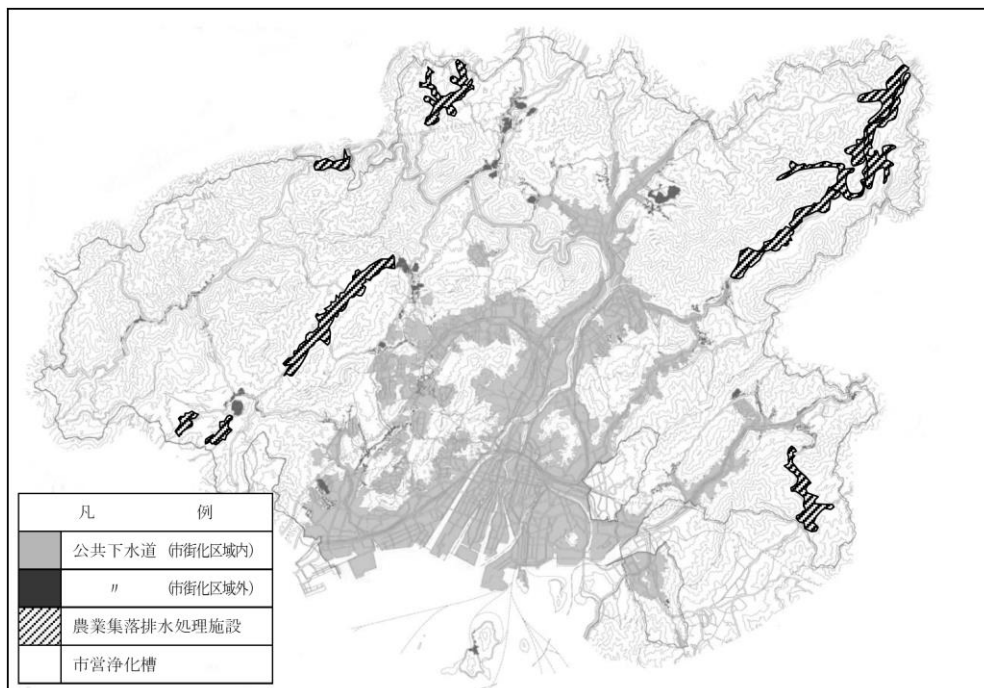 凡 例
公共下水道 (市街化区域内)
〃 (市街化区域外)
農業集落排水処理施設
市営浄化槽